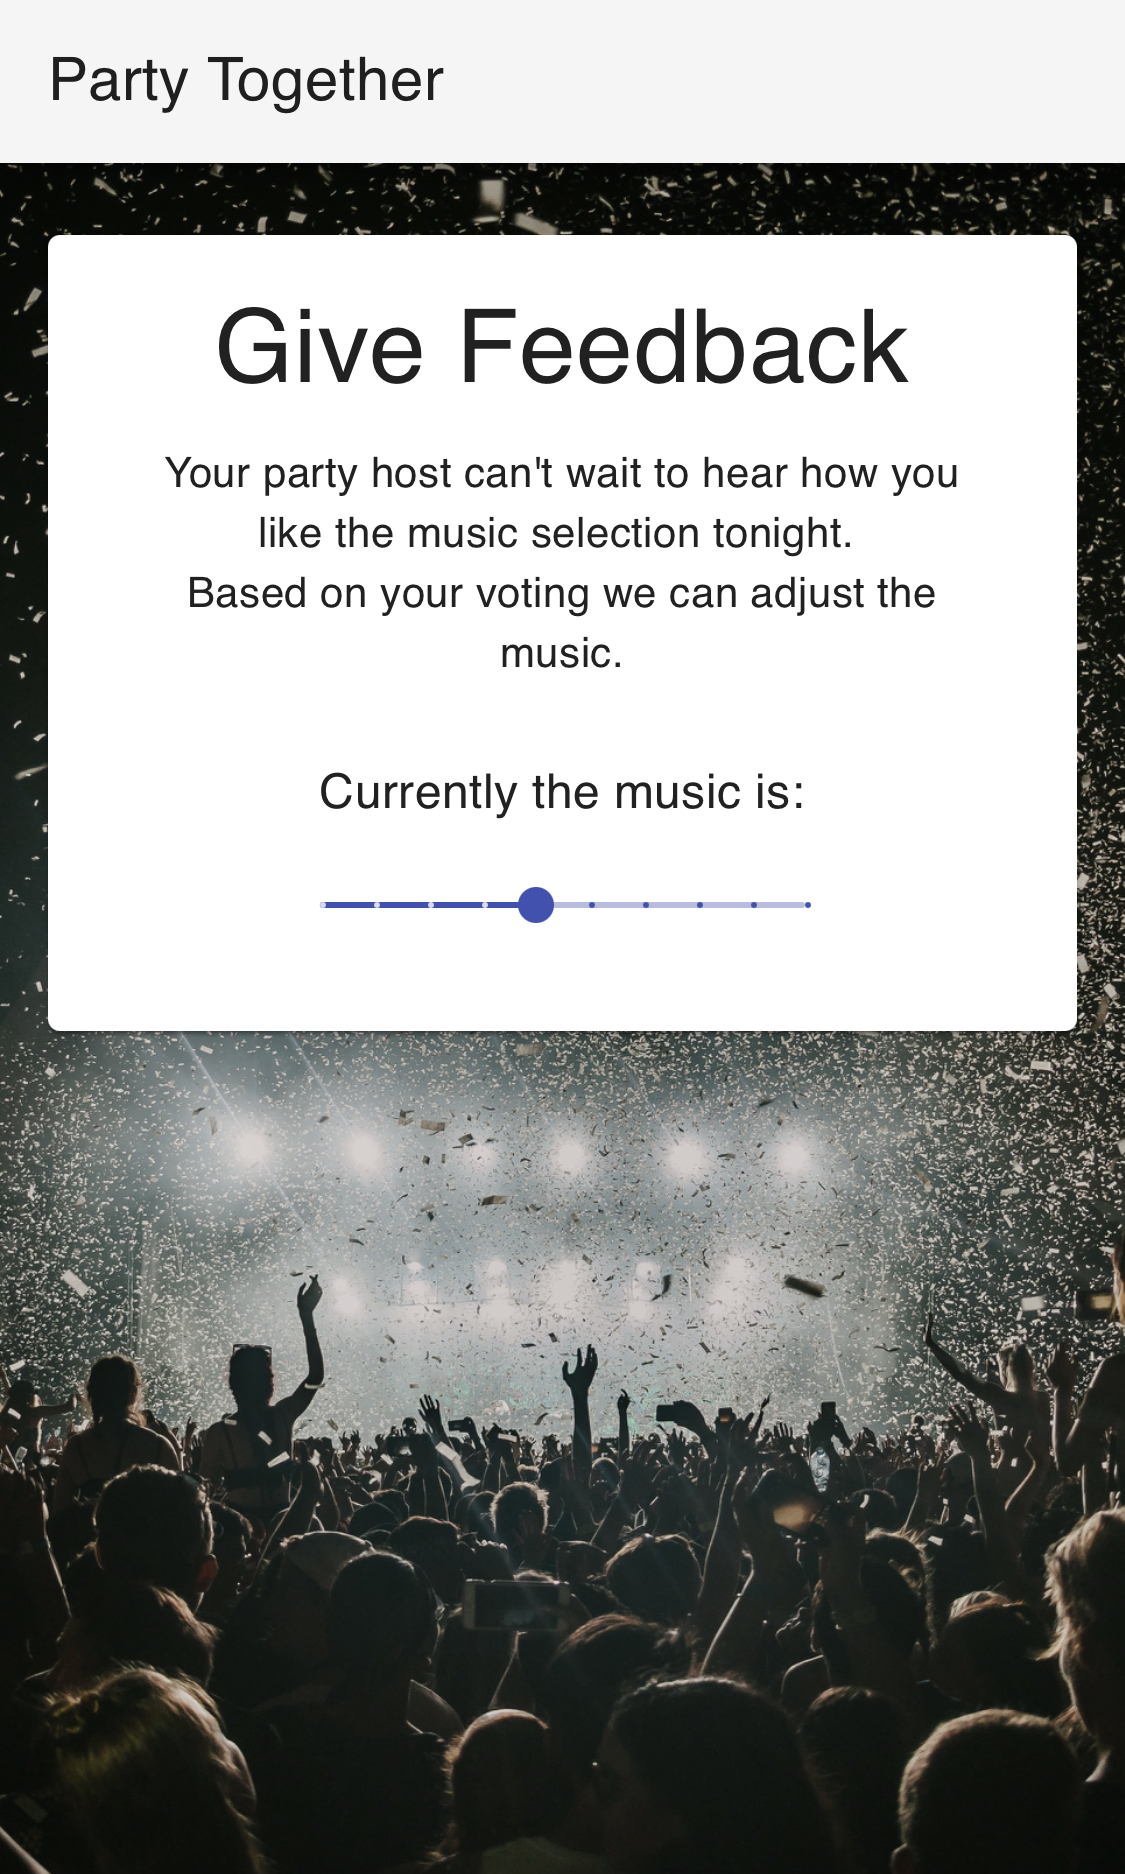 Party Together
Give Feedback
Your party host can't wait to hear how you
like the music selection tonight.
Based on your voting we can adjust the
music.
Currently the music is: